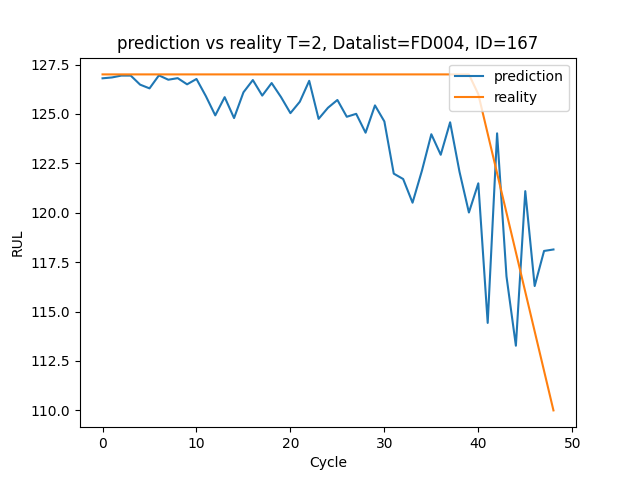 prediction vs reality T=2, Datalist=FD004, ID=167
127.5
125.0
122.5
120.0
117.5
115.0
112.5
110.0
RUL
prediction
reality
0 10 20 30 40 50
Cycle